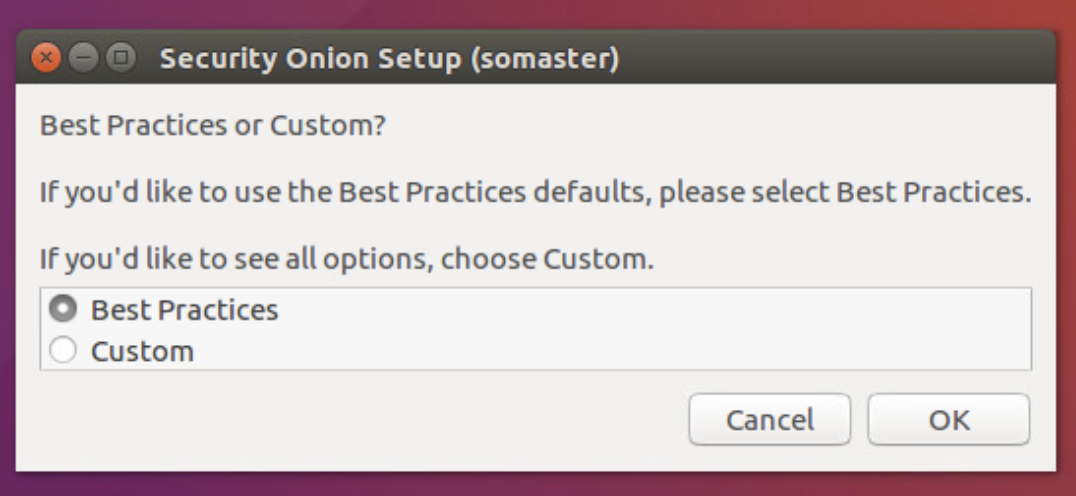 Security Onion Setup (somaster)
Best Practices or Custom?
If you'd like to use the Best Practices defaults, please select Best Practices.
If you'd like to see all options, choose Custom.
Best Practices
Custom
Cancel
OK